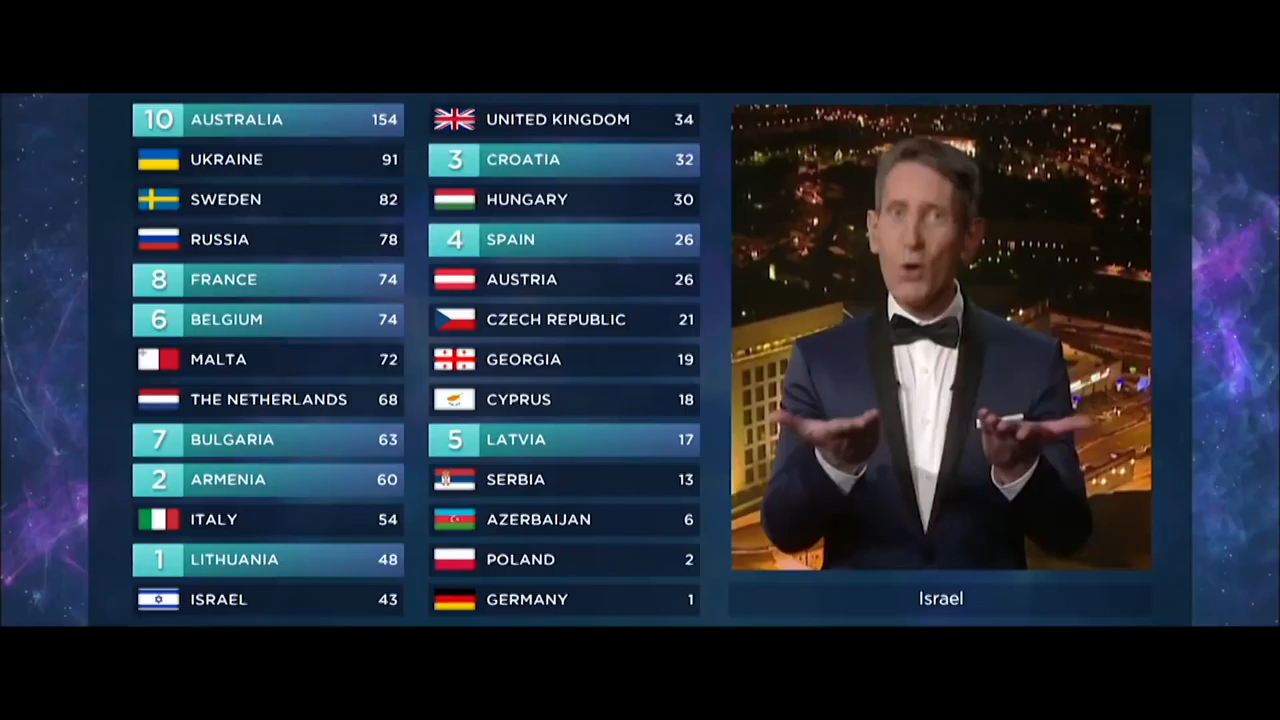 10 AUSTRALIA 154
UKRAINE 91
SWEDEN 82
RUSSIA 78
8 FRANCE 74
6 BELGIUM 74
MALTA 72
THE NETHERLANDS 68
7 BULGARIA 63
2 ARMENIA 60
ITALY 54
1 LITHUANIA 48
ISRAEL 43
UNITED KINGDOM 34
3 CROATIA 32
HUNGARY 30
4 SPAIN 26
AUSTRIA 26
CZECH REPUBLIC 21
GEORGIA 19
CYPRUS 18
5 LATVIA 17
SERBIA 13
AZERBAIJAN 6
POLAND 2
GERMANY 1
Israel